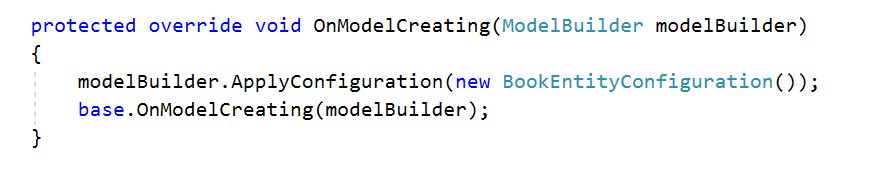 protected override void OnModelCreating(ModelBuilder modelBuilder)
{
    modelBuilder.ApplyConfiguration(new BookEntityConfiguration());
    base.OnModelCreating(modelBuilder);
}